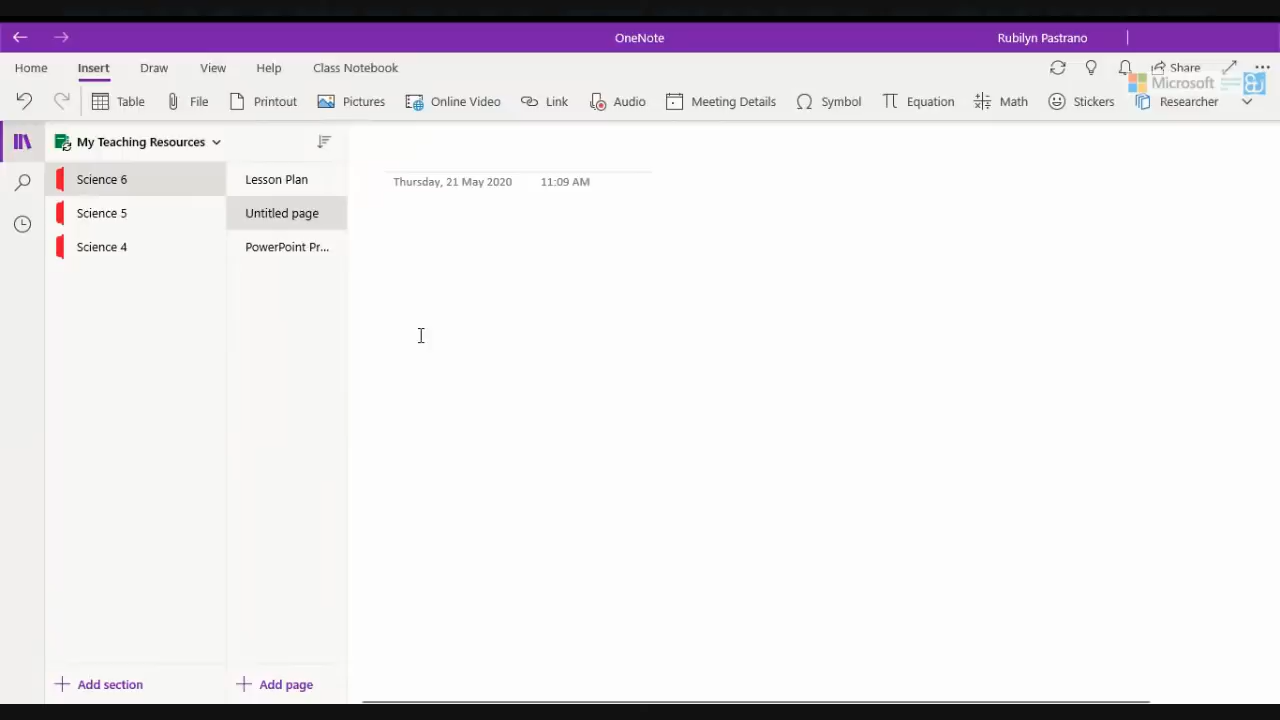 OneNote
Rubilyn Pastrano
Home Insert Draw View Help Class Notebook Share
Microsoft
Table File Printout Pictures Online Video Link Audio Meeting Details Symbol Equation Math Stickers Researcher
My Teaching Resources
Science 6
Science 5
Science 4
Lesson Plan
Untitled page
PowerPoint Pr...
Thursday, 21 May 2020 11:09 AM
Add section
Add page